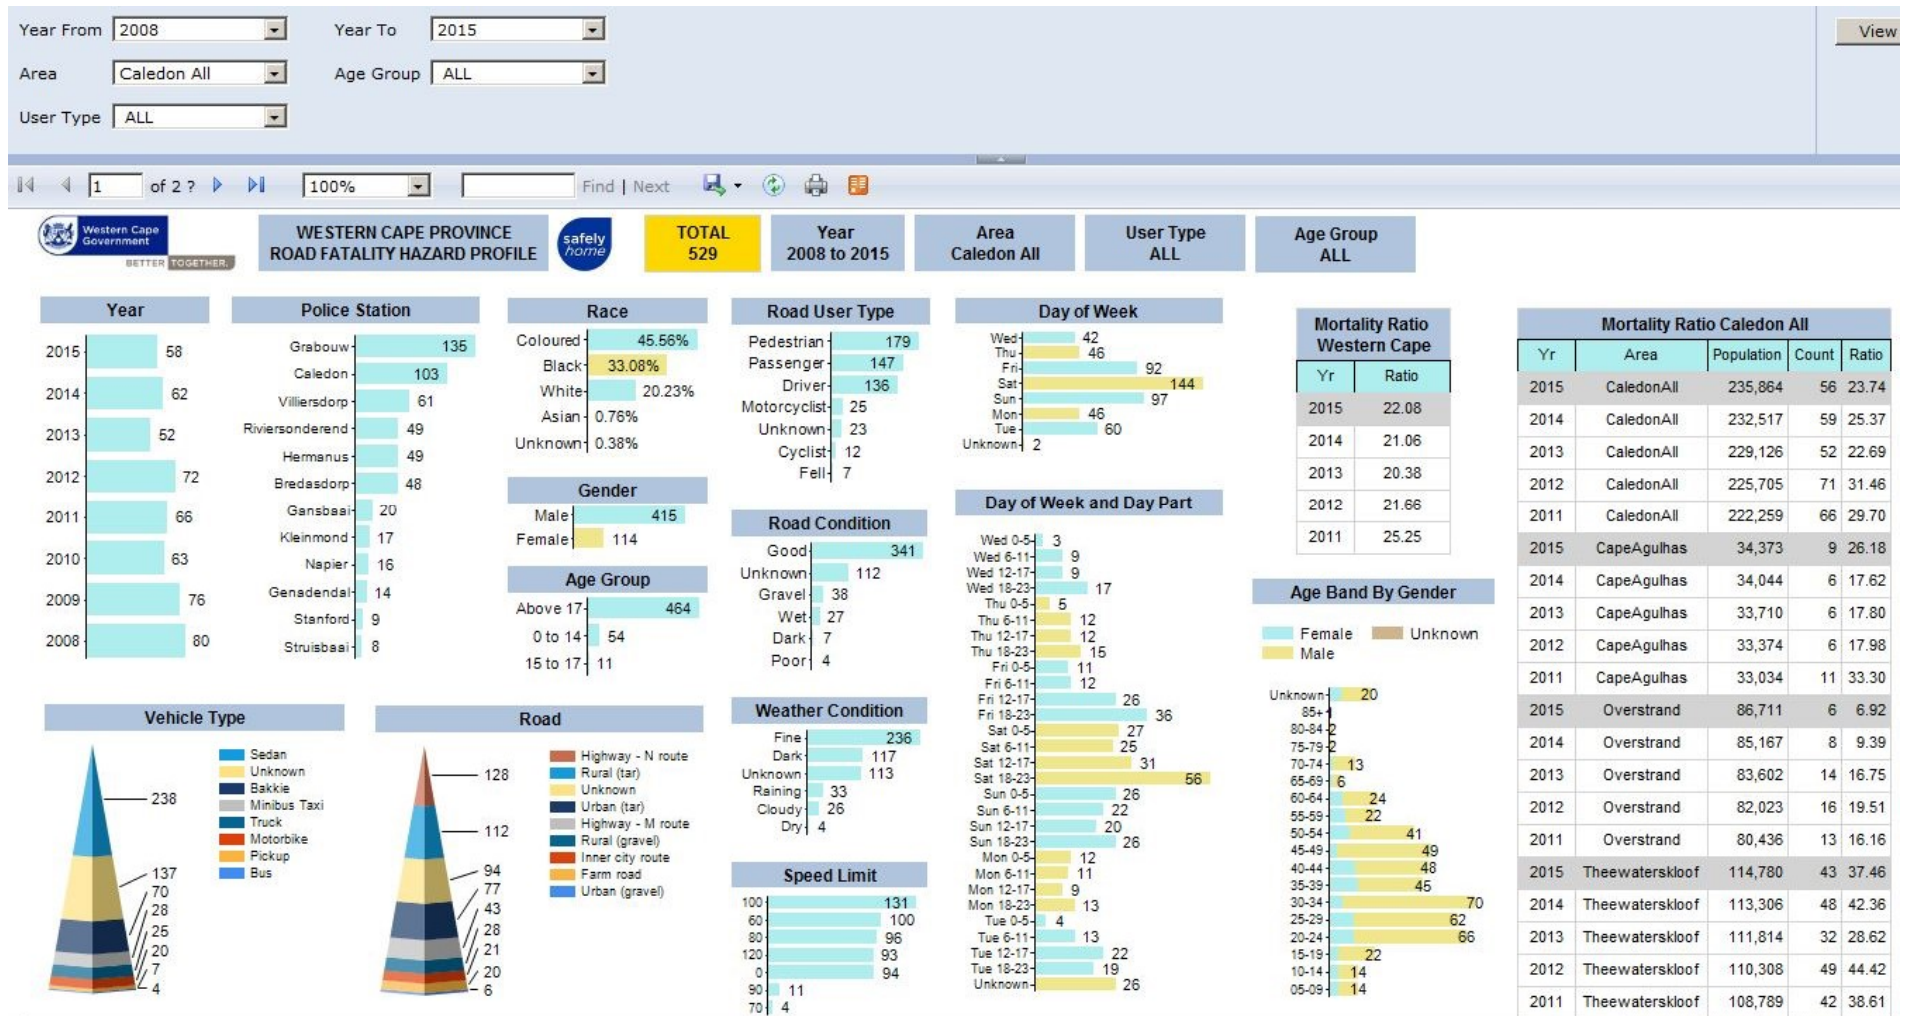 Year From 2008 Year To 2015 View
Area Caledon All Age Group ALL
User Type ALL
1 of 2 ? 100% Find | Next
Western Cape Government
BETTER TOGETHER.
WESTERN CAPE PROVINCE
ROAD FATALITY HAZARD PROFILE
safely home
TOTAL
529
Year
2008 to 2015
Area
Caledon All
User Type
ALL
Age Group
ALL
Year
2015 58
2014 62
2013 52
2012 72
2011 66
2010 63
2009 76
2008 80
Police Station
Grabouw 135
Caledon 103
Villiersdorp 61
Riviersonderend 49
Hermanus 49
Bredasdorp 48
Gansbaai 20
Kleinmond 17
Napier 16
Genadendal 14
Stanford 9
Struisbaai 8
Race
Coloured 45.56%
Black 33.08%
White 20.23%
Asian 0.76%
Unknown 0.38%
Gender
Male 415
Female 114
Age Group
Above 17 464
0 to 14 54
15 to 17 11
Road User Type
Pedestrian 179
Passenger 147
Driver 136
Motorcyclist 25
Unknown 23
Cyclist 12
Fell 7
Road Condition
Good 341
Unknown 112
Gravel 38
Wet 27
Dark 7
Poor 4
Weather Condition
Fine 236
Dark 117
Unknown 113
Raining 33
Cloudy 26
Dry 4
Speed Limit
100 131
60 100
80 96
120 93
0 94
90 11
70 4
Day of Week
Wed 42
Thu 46
Fri 92
Sat 144
Sun 97
Mon 46
Tue 60
Unknown 2
Day of Week and Day Part
Wed 0-5 3
Wed 6-11 9
Wed 12-17 9
Wed 18-23 17
Thu 0-5 5
Thu 6-11 12
Thu 12-17 12
Thu 18-23 15
Fri 0-5 11
Fri 6-11 12
Fri 12-17 26
Fri 18-23 36
Sat 0-5 27
Sat 6-11 25
Sat 12-17 31
Sat 18-23 56
Sun 0-5 26
Sun 6-11 22
Sun 12-17 20
Sun 18-23 26
Mon 0-5 12
Mon 6-11 11
Mon 12-17 9
Mon 18-23 13
Tue 0-5 4
Tue 6-11 13
Tue 12-17 22
Tue 18-23 19
Unknown 26
Mortality Ratio
Western Cape
Yr Ratio
2015 22.08
2014 21.06
2013 20.38
2012 21.66
2011 25.25
Age Band By Gender
Female Unknown
Male
Unknown 20
85+ 1
80-84 2
75-79 2
70-74 13
65-69 6
60-64 24
55-59 22
50-54 41
45-49 49
40-44 48
35-39 45
30-34 70
25-29 62
20-24 66
15-19 22
10-14 14
05-09 14
Mortality Ratio Caledon All
Yr Area Population Count Ratio
2015 CaledonAll 235,864 56 23.74
2014 CaledonAll 232,517 59 25.37
2013 CaledonAll 229,126 52 22.69
2012 CaledonAll 225,705 71 31.46
2011 CaledonAll 222,259 66 29.70
2015 CapeAgulhas 34,373 9 26.18
2014 CapeAgulhas 34,044 6 17.62
2013 CapeAgulhas 33,710 6 17.80
2012 CapeAgulhas 33,374 6 17.98
2011 CapeAgulhas 33,034 11 33.30
2015 Overstrand 86,711 6 6.92
2014 Overstrand 85,167 8 9.39
2013 Overstrand 83,602 14 16.75
2012 Overstrand 82,023 16 19.51
2011 Overstrand 80,436 13 16.16
2015 Theewaterskloof 114,780 43 37.46
2014 Theewaterskloof 113,306 48 42.36
2013 Theewaterskloof 111,814 32 28.62
2012 Theewaterskloof 110,308 49 44.42
2011 Theewaterskloof 108,789 42 38.61
Vehicle Type
238
137
70
28
25
20
7
4
Sedan
Unknown
Bakkie
Minibus Taxi
Truck
Motorbike
Pickup
Bus
Road
128
112
94
77
43
28
21
20
6
Highway - N route
Rural (tar)
Unknown
Urban (tar)
Highway - M route
Rural (gravel)
Inner city route
Farm road
Urban (gravel)